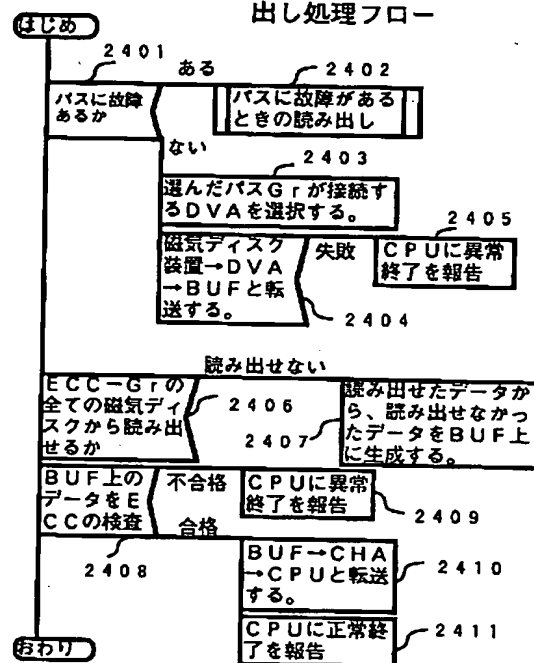 出し処理フロー
はじめ
2401
ある
2402
パスに故障
あるか
パスに故障がある
ときの読み出し
ない
2403
選んだパスGrが接続す
るDVAを選択する。
2405
磁気ディスク
装置→DVA
→BUFと転
送する。
失敗
CPUに異常
終了を報告
2404
読み出せない
ECC-Grの
全ての磁気ディ
スクから読み出
せるか
2406
2407
読み出せたデータか
ら、読み出せなかっ
たデータをBUF上
に生成する。
BUF上の
データをE
CCの検査
不合格
合格
CPUに異常
終了を報告
2409
2408
BUF→CHA
→CPUと転送
する。
2410
CPUに正常終
了を報告
2411
おわり